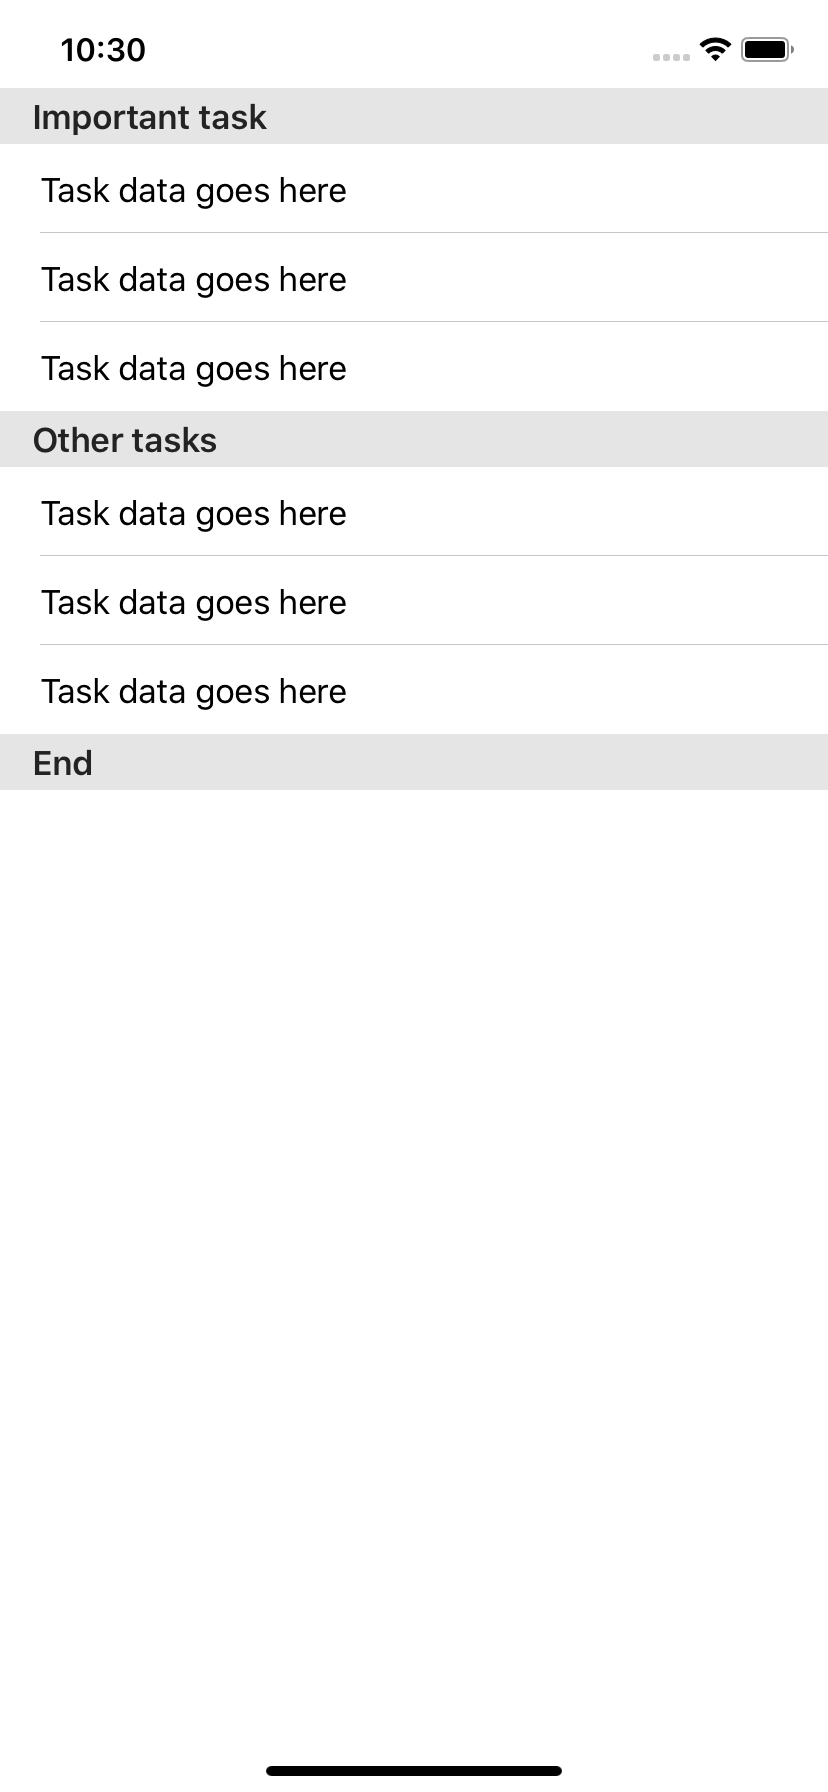 10:30
Important task
Task data goes here
Task data goes here
Task data goes here
Other tasks
Task data goes here
Task data goes here
Task data goes here
End